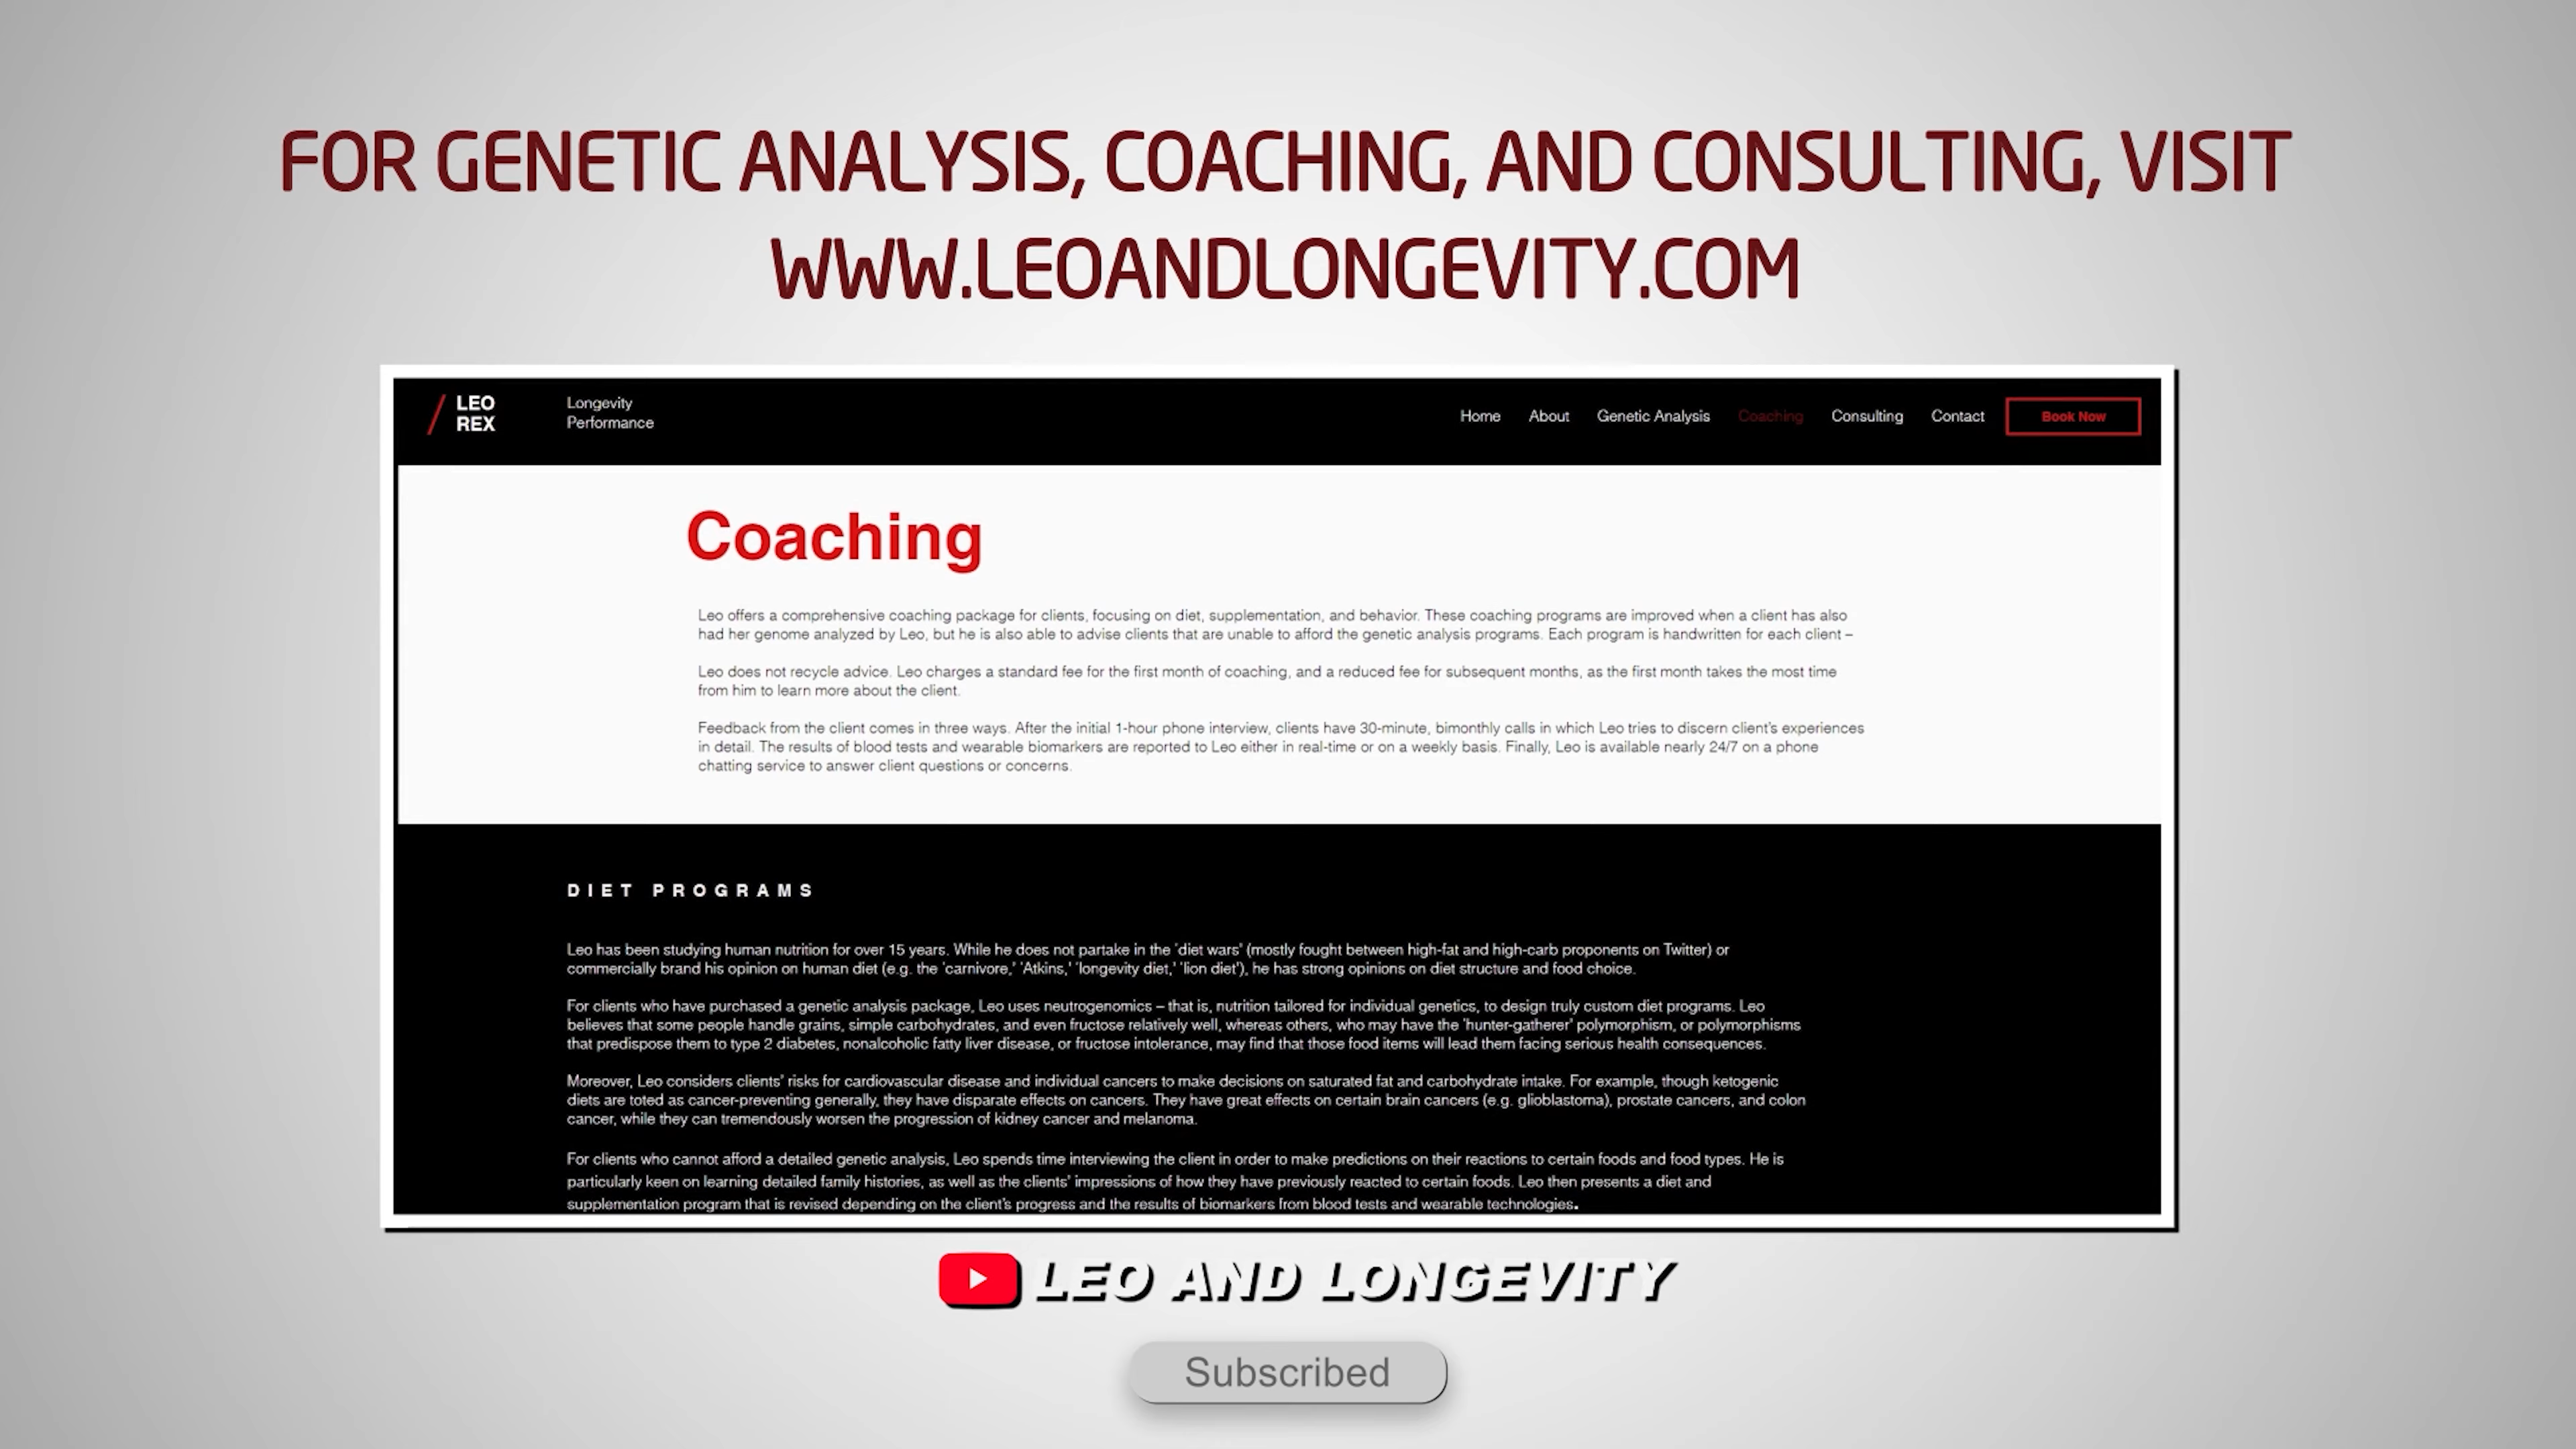 FOR GENETIC ANALYSIS, COACHING, AND CONSULTING, VISIT
WWW.LEOANDLONGEVITY.COM
LEO
REX
Longevity
Performance
Home About Genetic Analysis Coaching Consulting Contact Book Now
Coaching
Leo offers a comprehensive coaching package for clients, focusing on diet, supplementation, and behavior. These coaching programs are improved when a client has also
had her genome analyzed by Leo, but he is also able to advise clients that are unable to afford the genetic analysis programs. Each program is handwritten for each client –
Leo does not recycle advice. Leo charges a standard fee for the first month of coaching, and a reduced fee for subsequent months, as the first month takes the most time
from him to learn more about the client.
Feedback from the client comes in three ways. After the initial 1-hour phone interview, clients have 30-minute, bimonthly calls in which Leo tries to discern client's experiences
in detail. The results of blood tests and wearable biomarkers are reported to Leo either in real-time or on a weekly basis. Finally, Leo is available nearly 24/7 on a phone
chatting service to answer client questions or concerns.
DIET PROGRAMS
Leo has been studying human nutrition for over 15 years. While he does not partake in the 'diet wars' (mostly fought between high-fat and high-carb proponents on Twitter) or
commercially brand his opinion on human diet (e.g. the 'carnivore,' 'Atkins,' 'longevity diet,' 'lion diet'), he has strong opinions on diet structure and food choice.
For clients who have purchased a genetic analysis package, Leo uses neutrogenomics – that is, nutrition tailored for individual genetics, to design truly custom diet programs. Leo
believes that some people handle grains, simple carbohydrates, and even fructose relatively well, whereas others, who may have the 'hunter-gatherer' polymorphism, or polymorphisms
that predispose them to type 2 diabetes, nonalcoholic fatty liver disease, or fructose intolerance, may find that those food items will lead them facing serious health consequences.
Moreover, Leo considers clients' risks for cardiovascular disease and individual cancers to make decisions on saturated fat and carbohydrate intake. For example, though ketogenic
diets are toted as cancer-preventing generally, they have disparate effects on cancers. They have great effects on certain brain cancers (e.g. glioblastoma), prostate cancers, and colon
cancer, while they can tremendously worsen the progression of kidney cancer and melanoma.
For clients who cannot afford a detailed genetic analysis, Leo spends time interviewing the client in order to make predictions on their reactions to certain foods and food types. He is
particularly keen on learning detailed family histories, as well as the clients' impressions of how they have previously reacted to certain foods. Leo then presents a diet and
supplementation program that is revised depending on the client's progress and the results of biomarkers from blood tests and wearable technologies.
LEO AND LONGEVITY
Subscribed